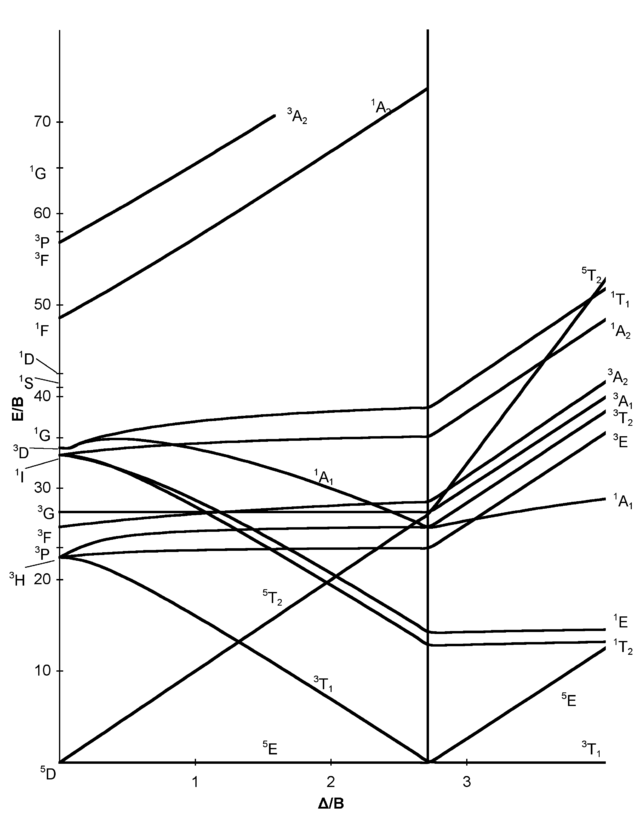 ³A₂
¹A₂
70
¹G
60
³P
³F
⁵T₂
50
¹T₁
¹F
¹A₂
¹D
¹S
³A₂
40
E/B
³A₁
³T₂
¹G
³E
³D
¹I
¹A₁
30
¹A₁
³G
³F
³P
³H
20
⁵T₂
¹E
¹T₂
10
³T₁
⁵E
⁵E
³T₁
⁵D
1
2
3
Δ/B